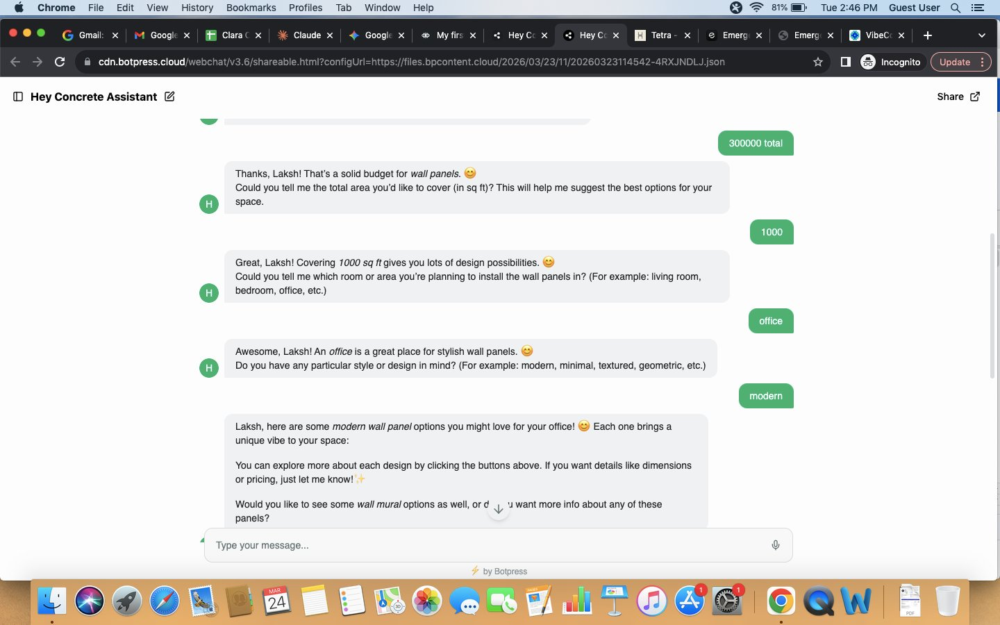 Chrome File Edit View History Bookmarks Profiles Tab Window Help 81% Tue 2:46 PM Guest User
Gmail: Google Clara C Claude Google My firs Hey Co Hey Co Tetra - Emerg Emerg VibeCo
cdn.botpress.cloud/webchat/v3.6/shareable.html?configUrl=https://files.bpcontent.cloud/2026/03/23/11/20260323114542-4RXJNDLJ.json Incognito Update
Hey Concrete Assistant Share
300000 total
Thanks, Laksh! That's a solid budget for wall panels. 😊
Could you tell me the total area you'd like to cover (in sq ft)? This will help me suggest the best options for your
space.
H
1000
Great, Laksh! Covering 1000 sq ft gives you lots of design possibilities. 😊
Could you tell me which room or area you're planning to install the wall panels in? (For example: living room,
bedroom, office, etc.)
H
office
Awesome, Laksh! An office is a great place for stylish wall panels. 😊
Do you have any particular style or design in mind? (For example: modern, minimal, textured, geometric, etc.)
H
modern
Laksh, here are some modern wall panel options you might love for your office! 😊 Each one brings a
unique vibe to your space:
You can explore more about each design by clicking the buttons above. If you want details like dimensions
or pricing, just let me know!✨
Would you like to see some wall mural options as well, or d u want more info about any of these
panels?
Type your message...
⚡ by Botpress
MAR
24
PAGES
3D
1
1
PDF